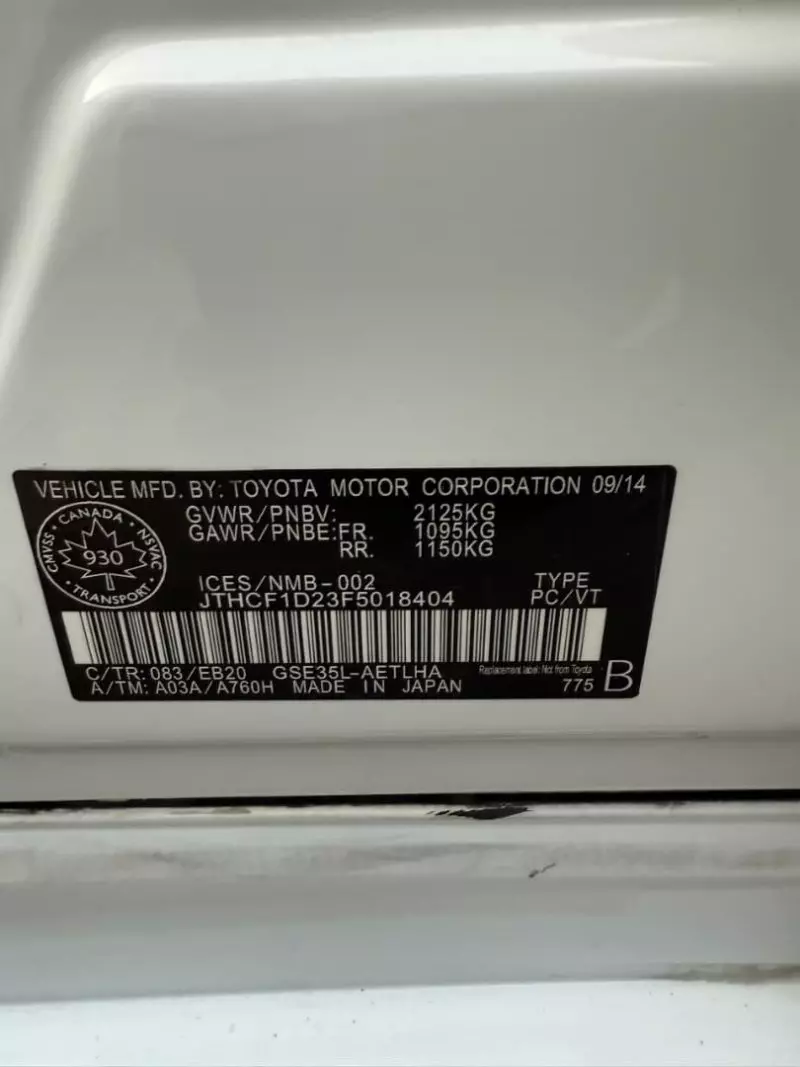 VEHICLE MFD. BY: TOYOTA MOTOR CORPORATION 09/14
GVWR/PNBV: 2125KG
GAWR/PNBE: FR. 1095KG
RR. 1150KG
CANADA
CMVSS
930
NSVAC
TRANSPORT
ICES/NMB-002 TYPE
JTHCF1D23F5018404 PC/VT
C/TR: 083/EB20 GSE35L-AETLHA Replacement label: Not from Toyota
A/TM: A03A/A760H MADE IN JAPAN 775 B